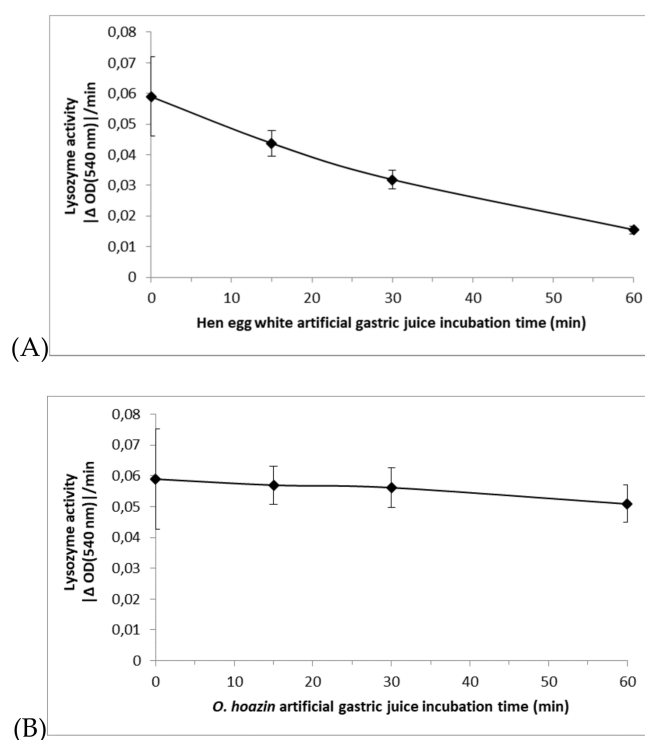 0,08
0,07
0,06
0,05
0,04
0,03
0,02
0,01
0
Lysozyme activity
|Δ OD(540 nm)|/min
0 10 20 30 40 50 60
Hen egg white artificial gastric juice incubation time (min)
(A)
0,08
0,07
0,06
0,05
0,04
0,03
0,02
0,01
0
Lysozyme activity
|Δ OD(540 nm)|/min
0 10 20 30 40 50 60
O. hoazin artificial gastric juice incubation time (min)
(B)